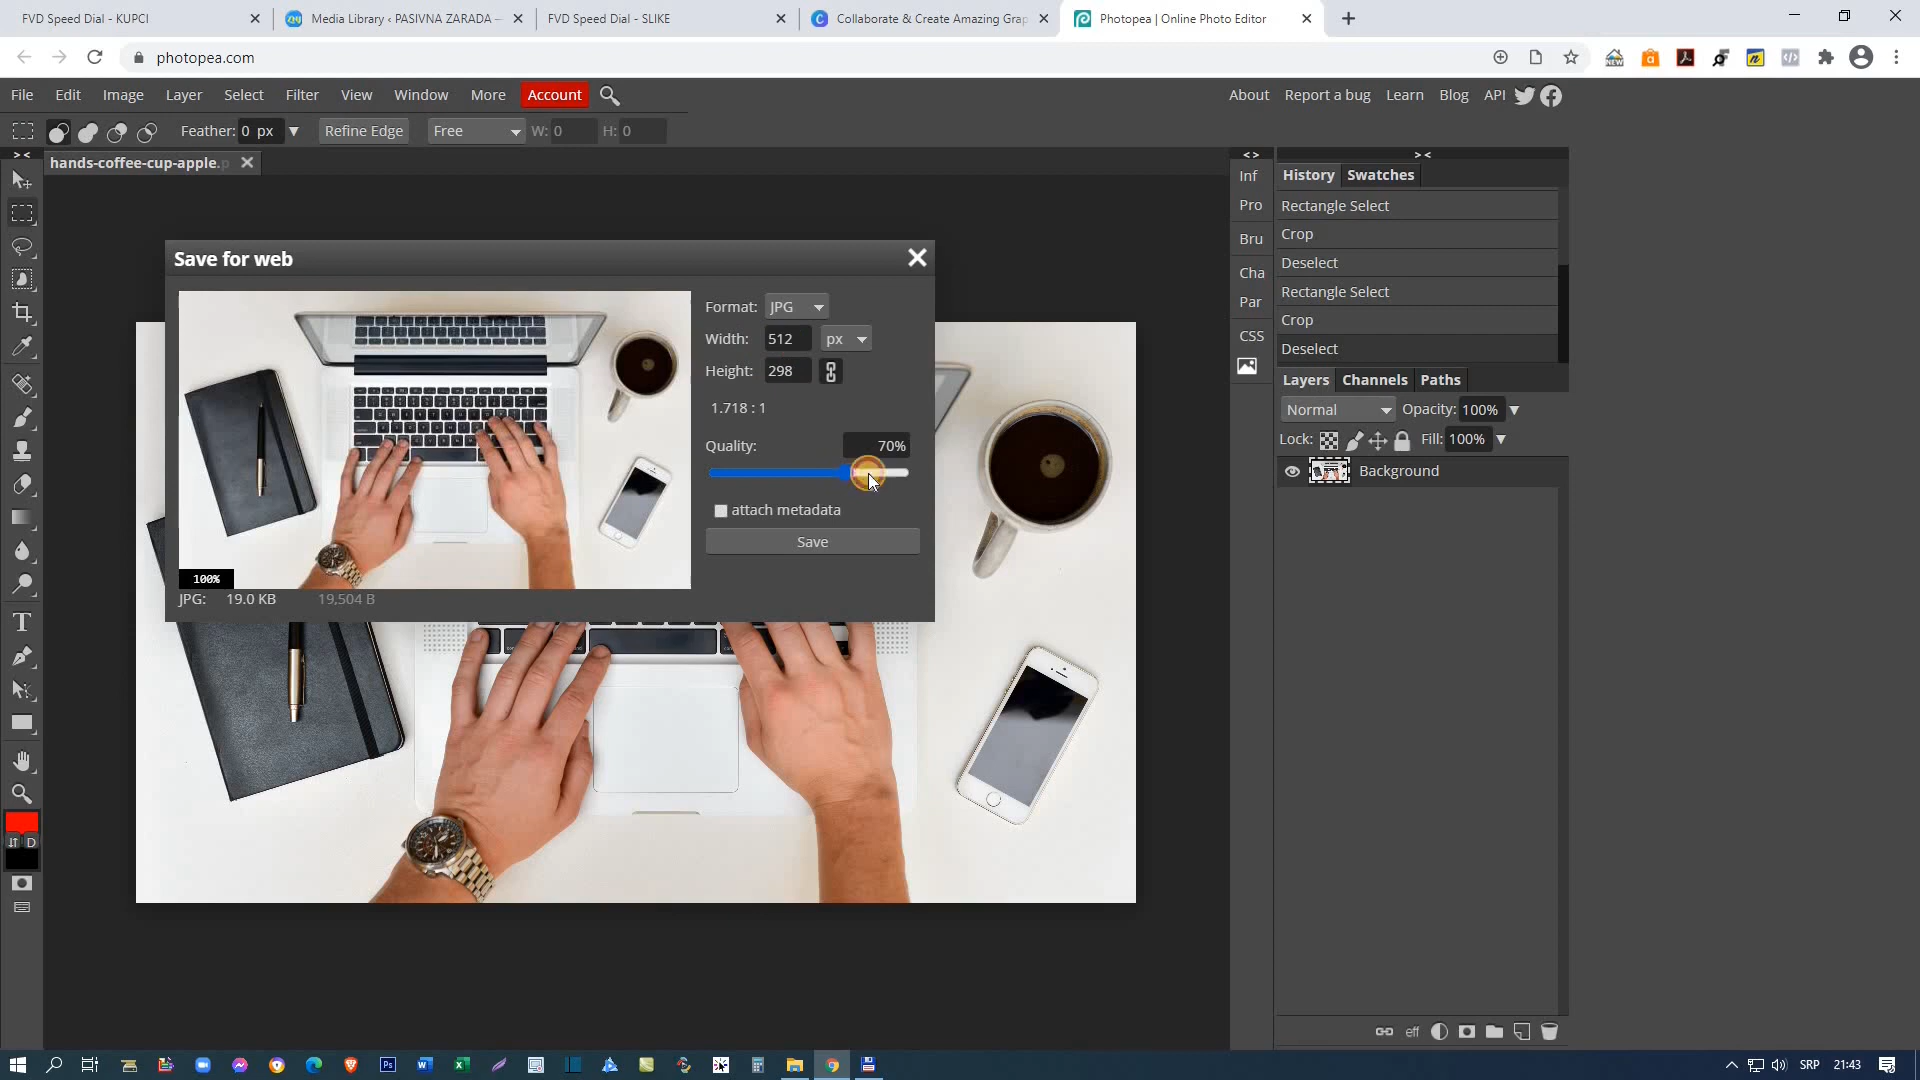 FVD Speed Dial - KUPCI
Media Library ‹ PASIVNA ZARADA –
FVD Speed Dial - SLIKE
Collaborate & Create Amazing Grap
Photopea | Online Photo Editor
photopea.com
File Edit Image Layer Select Filter View Window More Account
About Report a bug Learn Blog API
Feather: 0 px Refine Edge Free W: 0 H: 0
hands-coffee-cup-apple.p
> <
< >
> <
Inf
Pro
Bru
Cha
Par
CSS
History Swatches
Rectangle Select
Crop
Deselect
Rectangle Select
Crop
Deselect
Layers Channels Paths
Normal Opacity: 100%
Lock: Fill: 100%
Background
Save for web
Format: JPG
Width: 512 px
Height: 298
1.718 : 1
Quality: 70%
attach metadata
Save
100%
JPG: 19.0 KB 19,504 B
D
eff
SRP 21:43